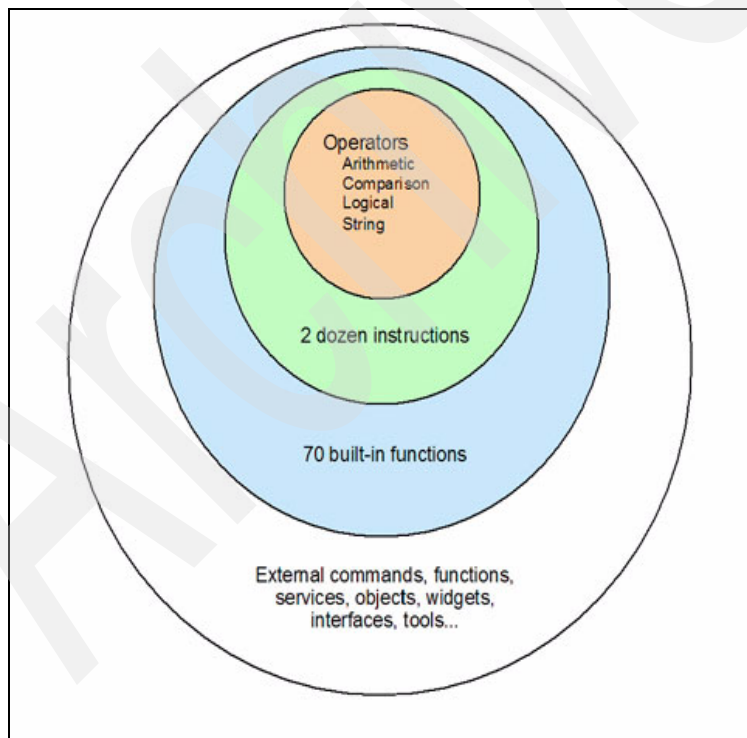 Operators
Arithmetic
Comparison
Logical
String
2 dozen instructions
70 built-in functions
External commands, functions,
services, objects, widgets,
interfaces, tools...